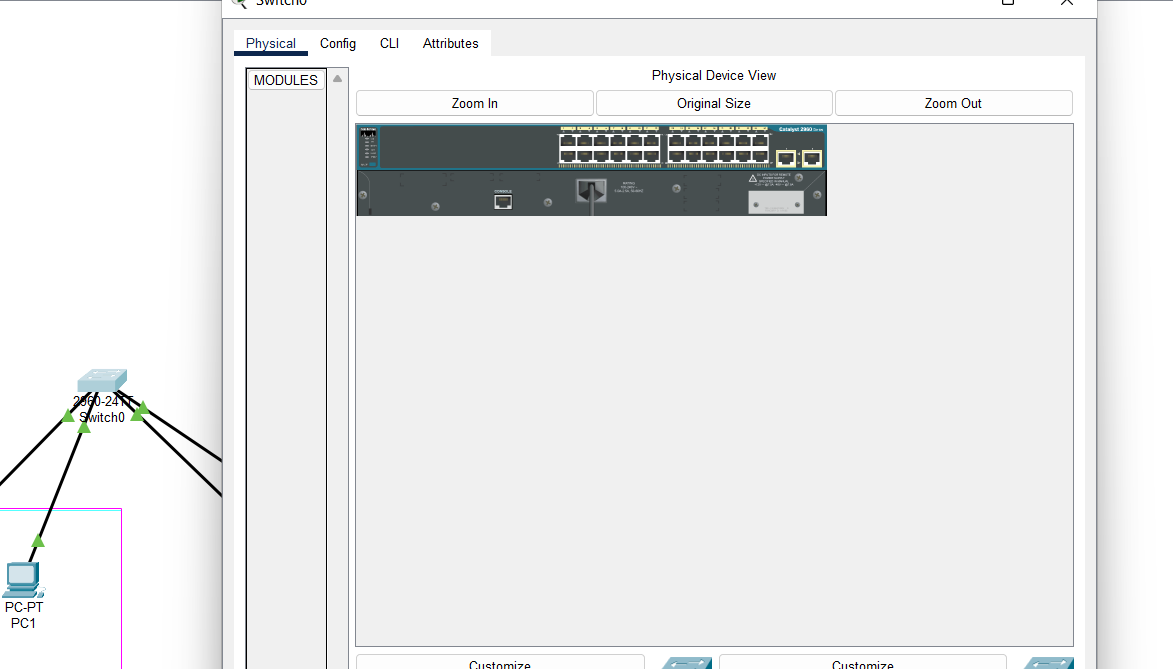 Switch0
Physical Config CLI Attributes
MODULES
Physical Device View
Zoom In Original Size Zoom Out
Catalyst 2960
CONSOLE
2960-24TT
Switch0
PC-PT
PC1
Customize Customize